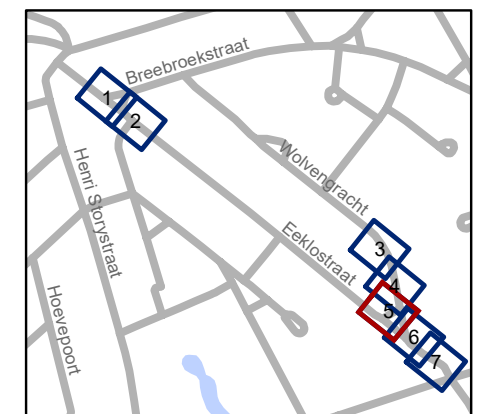 Breebroekstraat
1
2
Wolvengracht
Henri Storystraat
Eeklostraat
3
4
Hoevepoort
5
6
7